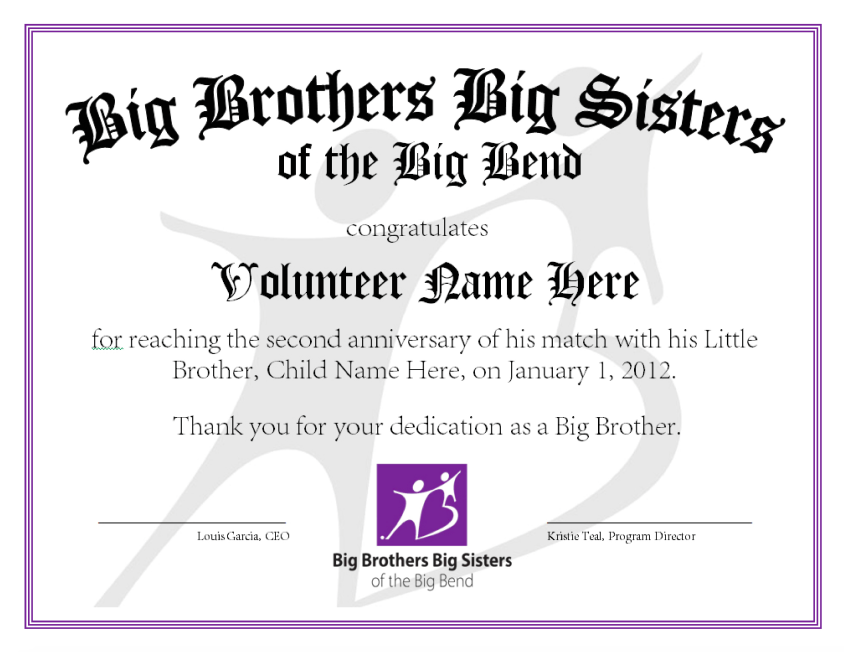 Big Brothers Big Sisters
of the Big Bend
congratulates
Volunteer Name Here
for reaching the second anniversary of his match with his Little
Brother, Child Name Here, on January 1, 2012.
Thank you for your dedication as a Big Brother.
Louis Garcia, CEO
Kristie Teal, Program Director
Big Brothers Big Sisters
of the Big Bend